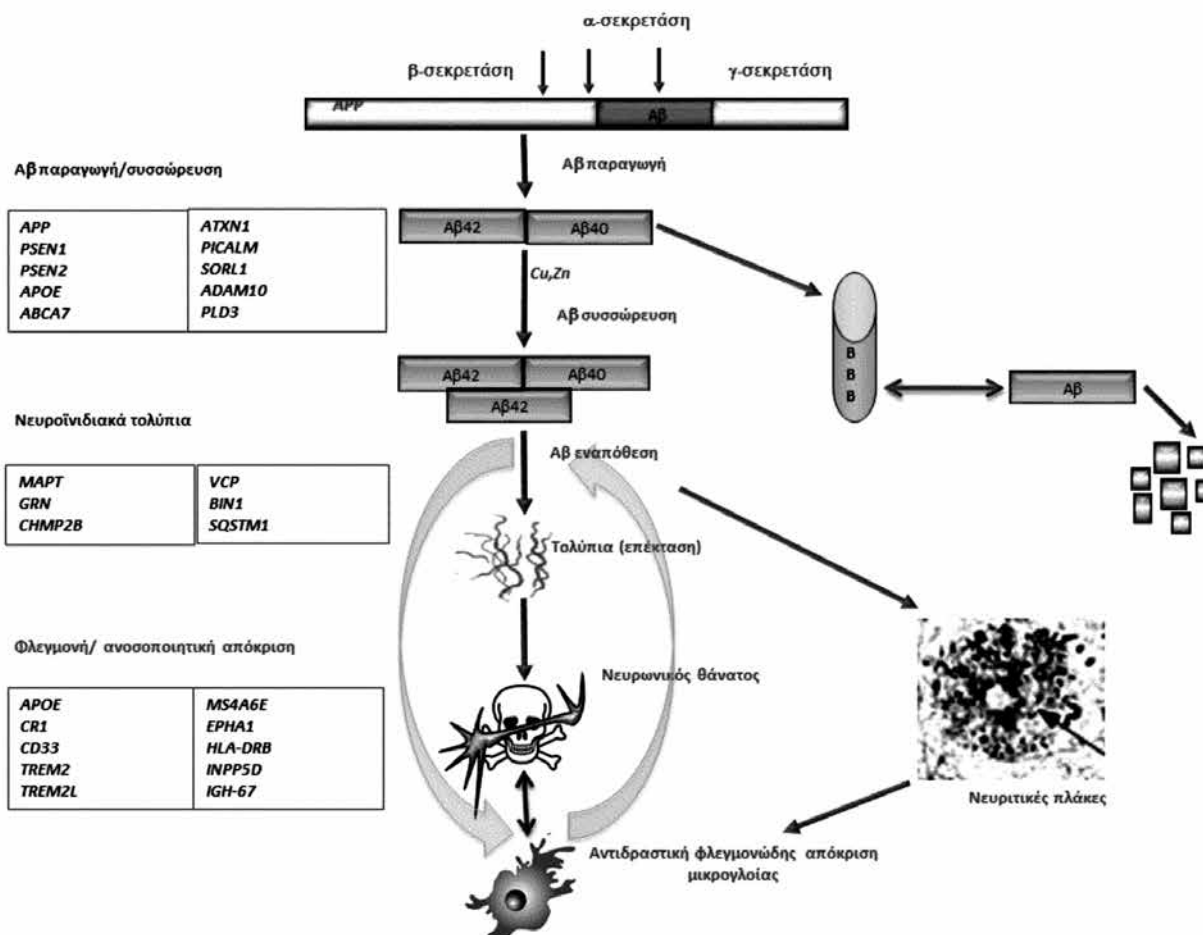 α-σεκρετάση
β-σεκρετάση
γ-σεκρετάση
APP
Αβ
Αβ παραγωγή/συσσώρευση
Αβ παραγωγή
APP
PSEN1
PSEN2
APOE
ABCA7
ATXN1
PICALM
SORL1
ADAM10
PLD3
Αβ42
Αβ40
Cu,Zn
Αβ συσσώρευση
Αβ42
Αβ40
Αβ42
Β
Β
Β
Αβ
Νευροϊνιδιακά τολύπια
MAPT
GRN
CHMP2B
VCP
BIN1
SQSTM1
Αβ εναπόθεση
Τολύπια (επέκταση)
Φλεγμονή/ ανοσοποιητική απόκριση
APOE
CR1
CD33
TREM2
TREM2L
MS4A6E
EPHA1
HLA-DRB
INPP5D
IGH-67
Νευρωνικός θάνατος
Νευριτικές πλάκες
Αντιδραστική φλεγμονώδης απόκριση
μικρογλοίας